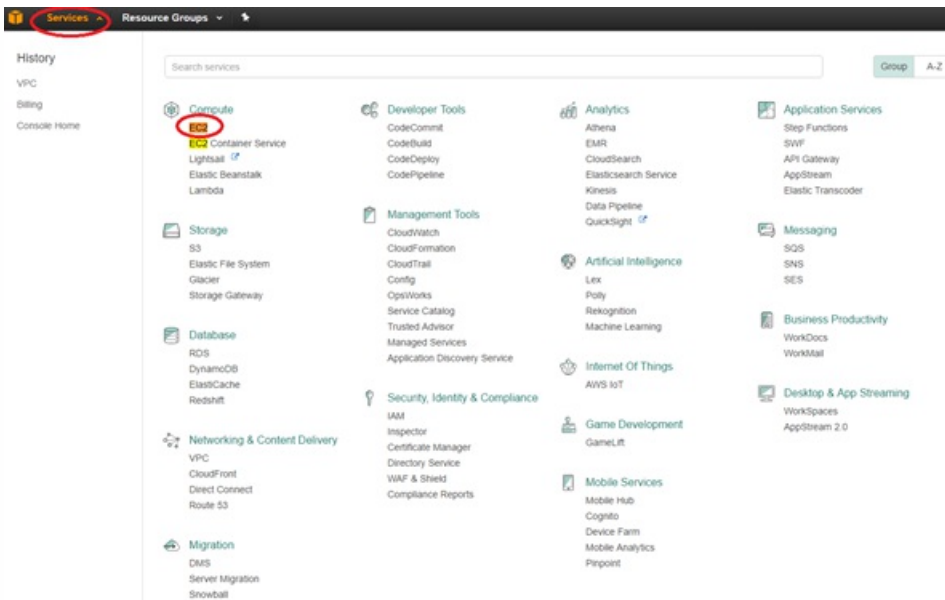 Services
Resource Groups
History
VPC
Billing
Console Home
Search services
Group
A-Z
Compute
EC2
EC2 Container Service
Lightsail
Elastic Beanstalk
Lambda
Storage
S3
Elastic File System
Glacier
Storage Gateway
Database
RDS
DynamoDB
ElastiCache
Redshift
Networking & Content Delivery
VPC
CloudFront
Direct Connect
Route 53
Migration
DMS
Server Migration
Snowball
Developer Tools
CodeCommit
CodeBuild
CodeDeploy
CodePipeline
Management Tools
CloudWatch
CloudFormation
CloudTrail
Config
OpsWorks
Service Catalog
Trusted Advisor
Managed Services
Application Discovery Service
Security, Identity & Compliance
IAM
Inspector
Certificate Manager
Directory Service
WAF & Shield
Compliance Reports
Analytics
Athena
EMR
CloudSearch
Elasticsearch Service
Kinesis
Data Pipeline
QuickSight
Artificial Intelligence
Lex
Polly
Rekognition
Machine Learning
Internet Of Things
AWS IoT
Game Development
GameLift
Mobile Services
Mobile Hub
Cognito
Device Farm
Mobile Analytics
Pinpoint
Application Services
Step Functions
SWF
API Gateway
AppStream
Elastic Transcoder
Messaging
SQS
SNS
SES
Business Productivity
WorkDocs
WorkMail
Desktop & App Streaming
WorkSpaces
AppStream 2.0